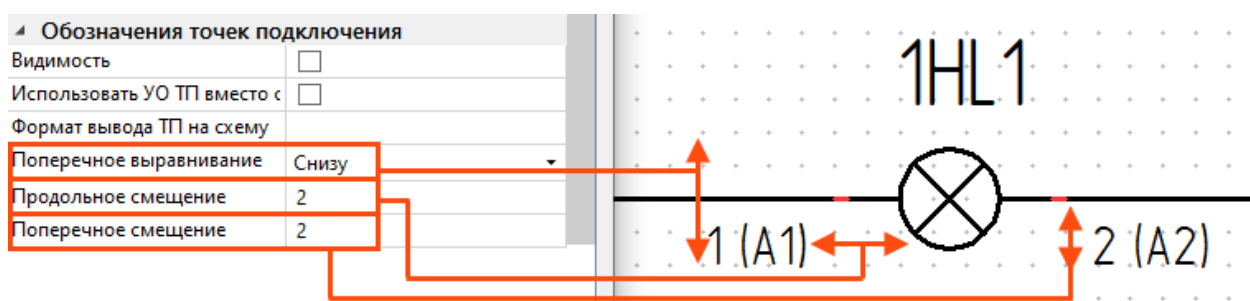 Обозначения точек подключения
Видимость
Использовать УО ТП вместо с
Формат вывода ТП на схему
Поперечное выравнивание Снизу
Продольное смещение 2
Поперечное смещение 2
1HL1
1 (A1) 2 (A2)